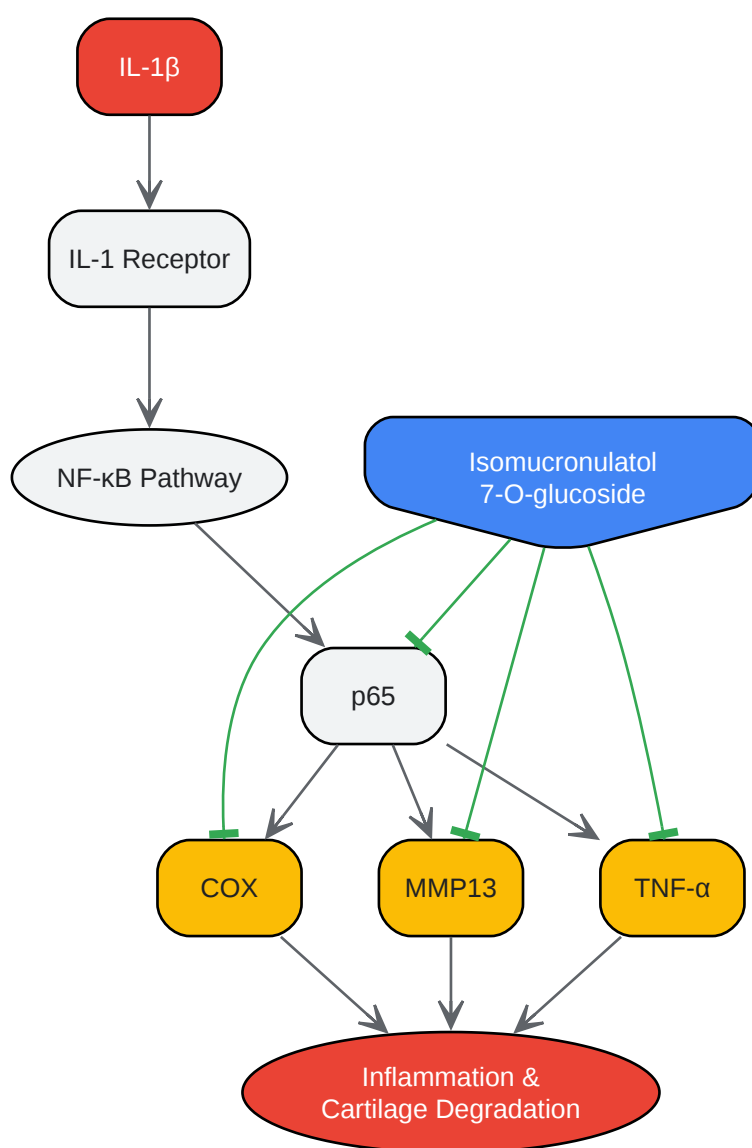 IL-1β
IL-1 Receptor
NF-κB Pathway
Isomucronulatol
7-O-glucoside
p65
COX
MMP13
TNF-α
Inflammation &
Cartilage Degradation